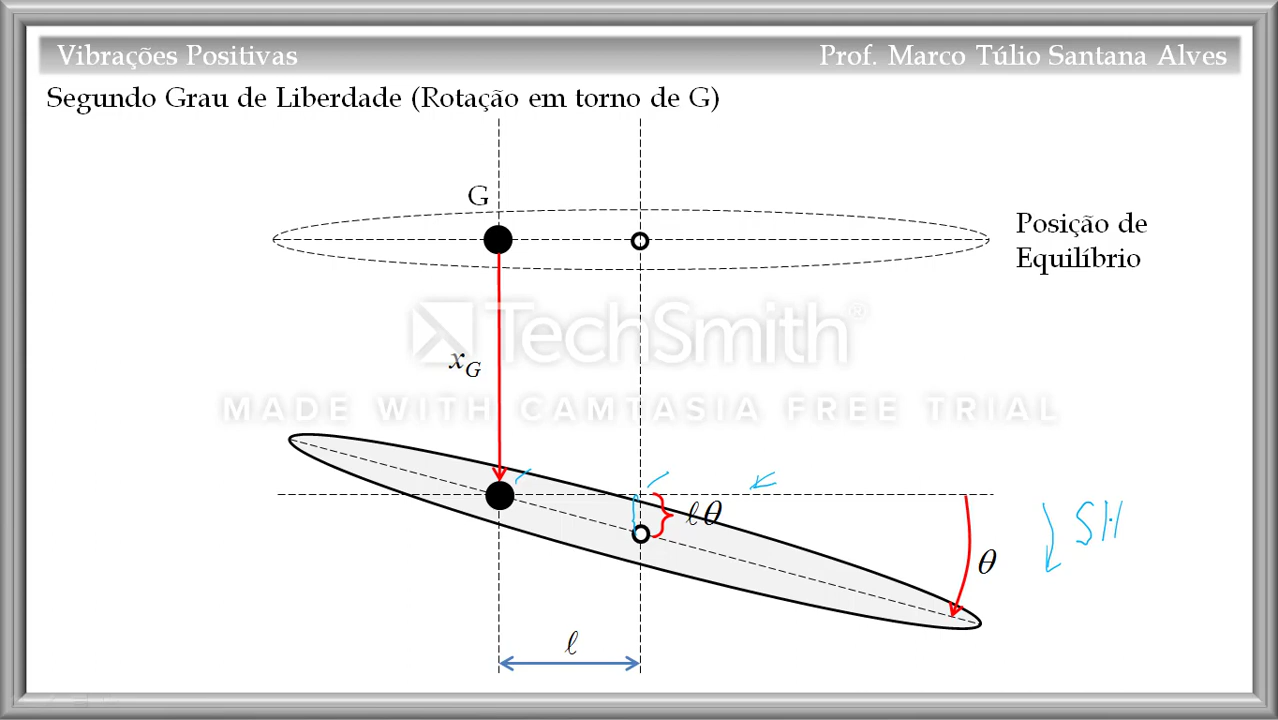 Vibrações Positivas
Prof. Marco Túlio Santana Alves
Segundo Grau de Liberdade (Rotação em torno de G)
G
Posição de
Equilíbrio
TechSmith®
x_G
MADE WITH CAMTASIA FREE TRIAL
ℓθ
SH
θ
ℓ